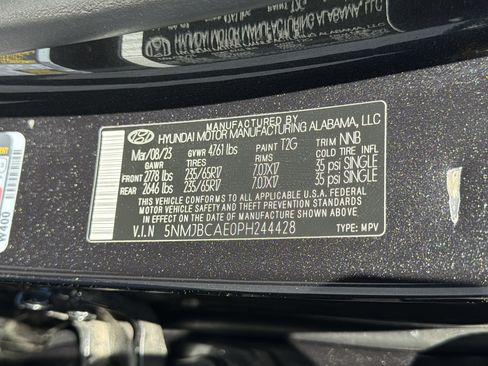 MANUFACTURED BY
HYUNDAI MOTOR MANUFACTURING ALABAMA, LLC
Mar/08/23 GVWR 4761 lbs PAINT T2G TRIM NNB
GAWR TIRES RIMS COLD INFL.
FRONT 2778 lbs 235/65R17 7.0JX17 35 psi SINGLE
REAR 2646 lbs 235/65R17 7.0JX17 35 psi SINGLE
THIS VEHICLE CONFORMS TO ALL APPLICABLE U.S.A. FEDERAL
MOTOR VEHICLE SAFETY AND THEFT PREVENTION STANDARDS
IN EFFECT ON THE DATE OF MANUFACTURE SHOWN ABOVE.
V.I.N 5NMJBCAE0PH244428 TYPE: MPV
W400